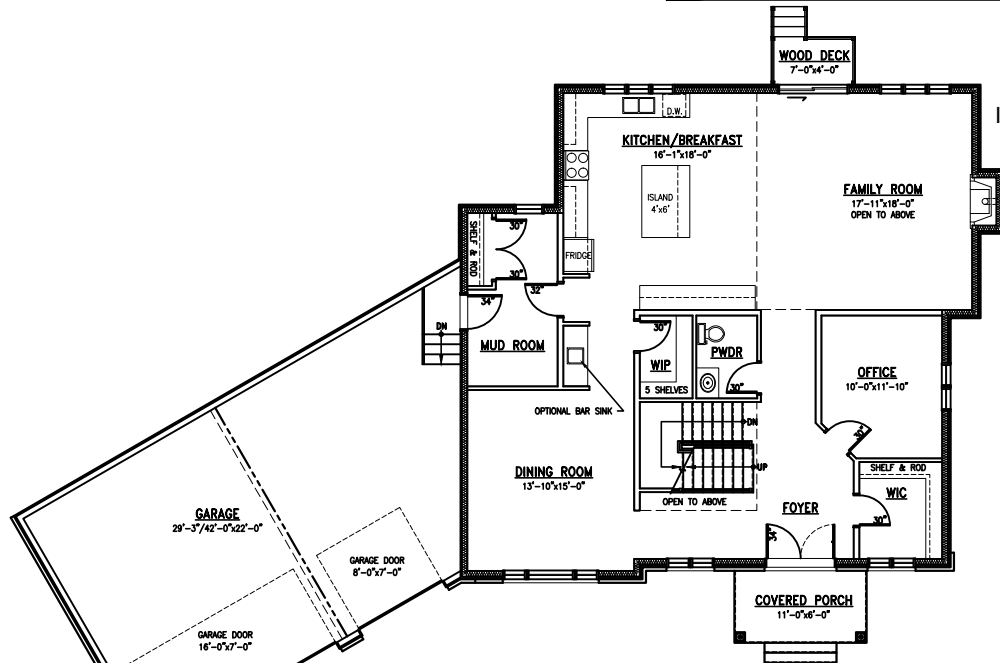 WOOD DECK
7'-0"x4'-0"
D.W.
KITCHEN/BREAKFAST
16'-1"x18'-0"
ISLAND
4'x6'
FAMILY ROOM
17'-11"x18'-0"
OPEN TO ABOVE
SHELF & ROD
30"
30"
FRIDGE
32"
34"
DN
MUD ROOM
30"
WIP
5 SHELVES
PWDR
30"
OFFICE
10'-0"x11'-10"
30"
OPTIONAL BAR SINK
DN
UP
OPEN TO ABOVE
DINING ROOM
13'-10"x15'-0"
SHELF & ROD
WIC
30"
FOYER
34"
GARAGE
29'-3"/42'-0"x22'-0"
GARAGE DOOR
8'-0"x7'-0"
GARAGE DOOR
16'-0"x7'-0"
COVERED PORCH
11'-0"x6'-0"